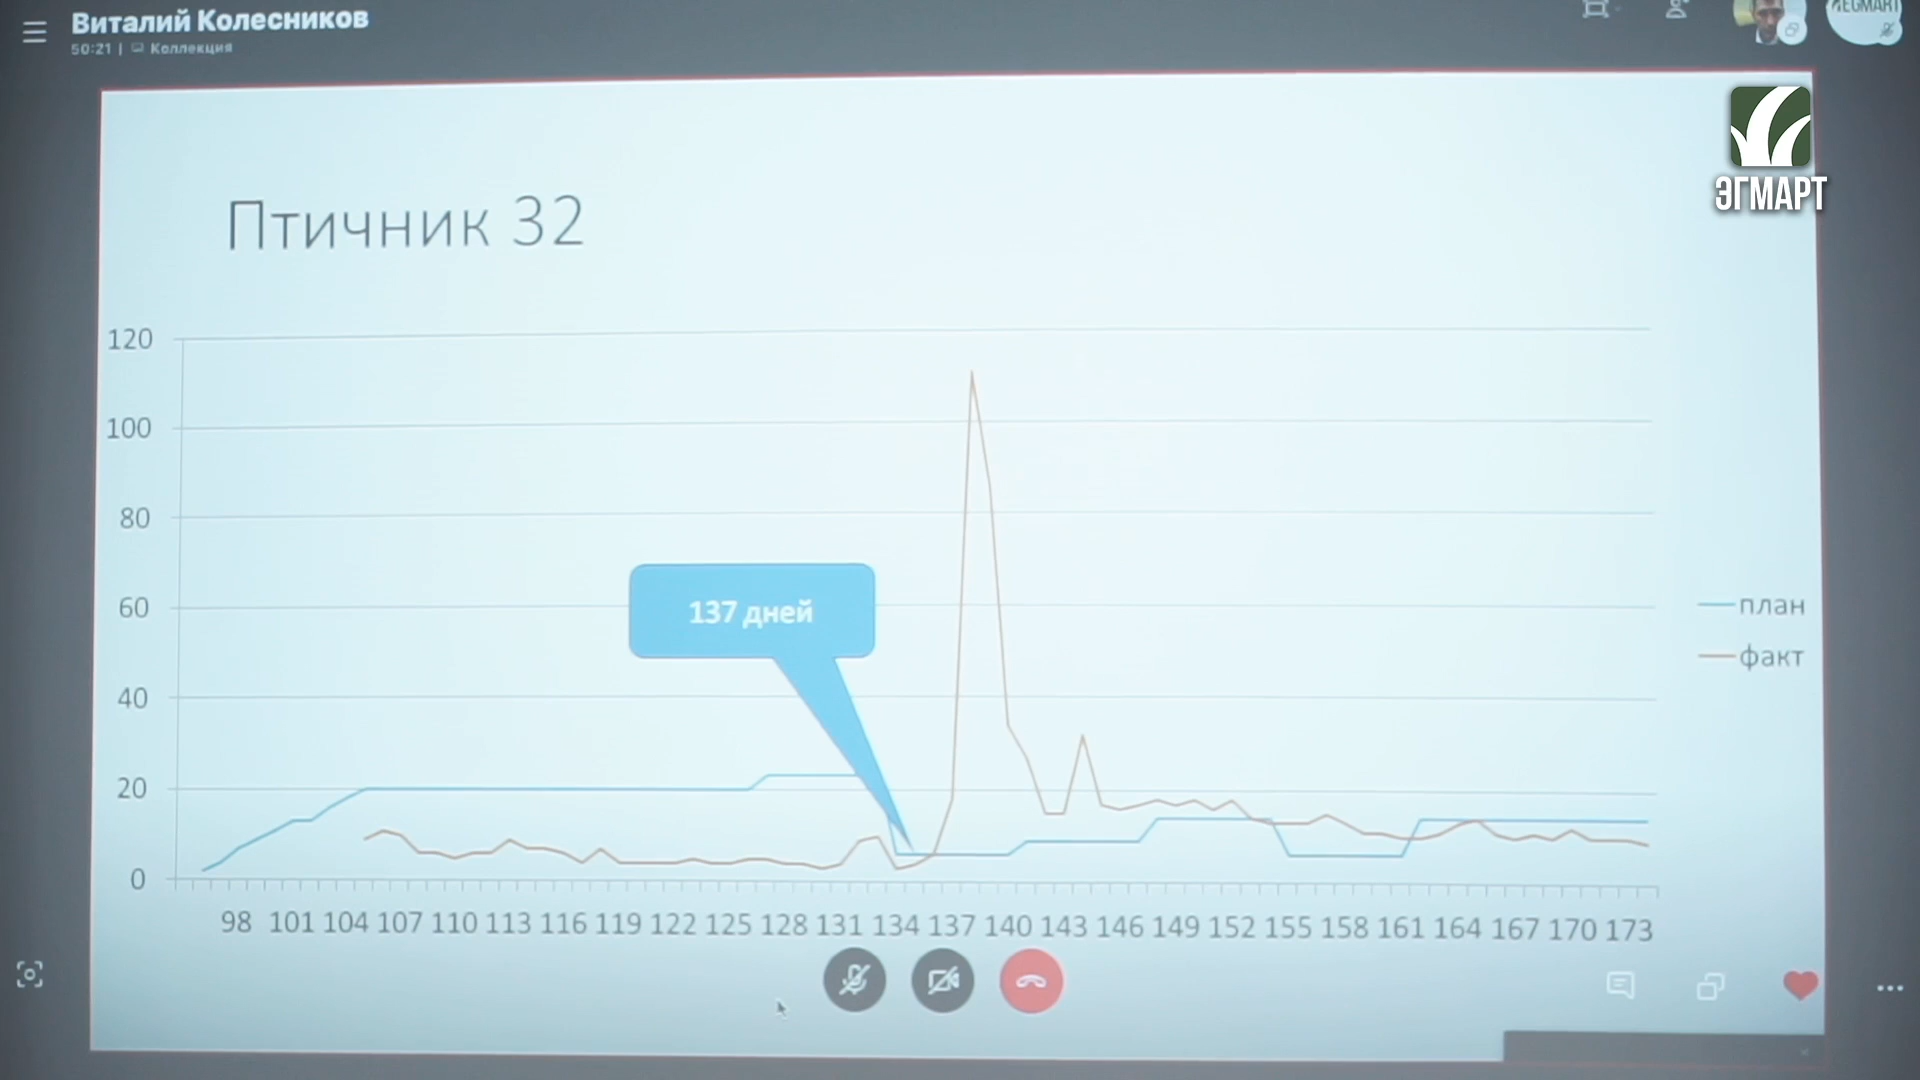 Виталий Колесников
50:21 | Коллекция
EGMART
ЭГМАРТ
Птичник 32
120
100
80
60
40
20
0
137 дней
план
факт
98 101 104 107 110 113 116 119 122 125 128 131 134 137 140 143 146 149 152 155 158 161 164 167 170 173